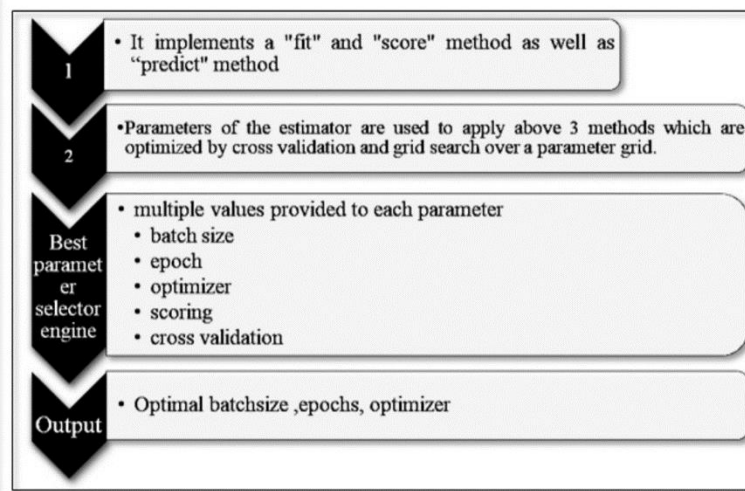 1
• It implements a "fit" and "score" method as well as
“predict" method
2
•Parameters of the estimator are used to apply above 3 methods which are
optimized by cross validation and grid search over a parameter grid.
Best
paramet
er
selector
engine
• multiple values provided to each parameter
• batch size
• epoch
• optimizer
• scoring
• cross validation
Output
• Optimal batchsize ,epochs, optimizer